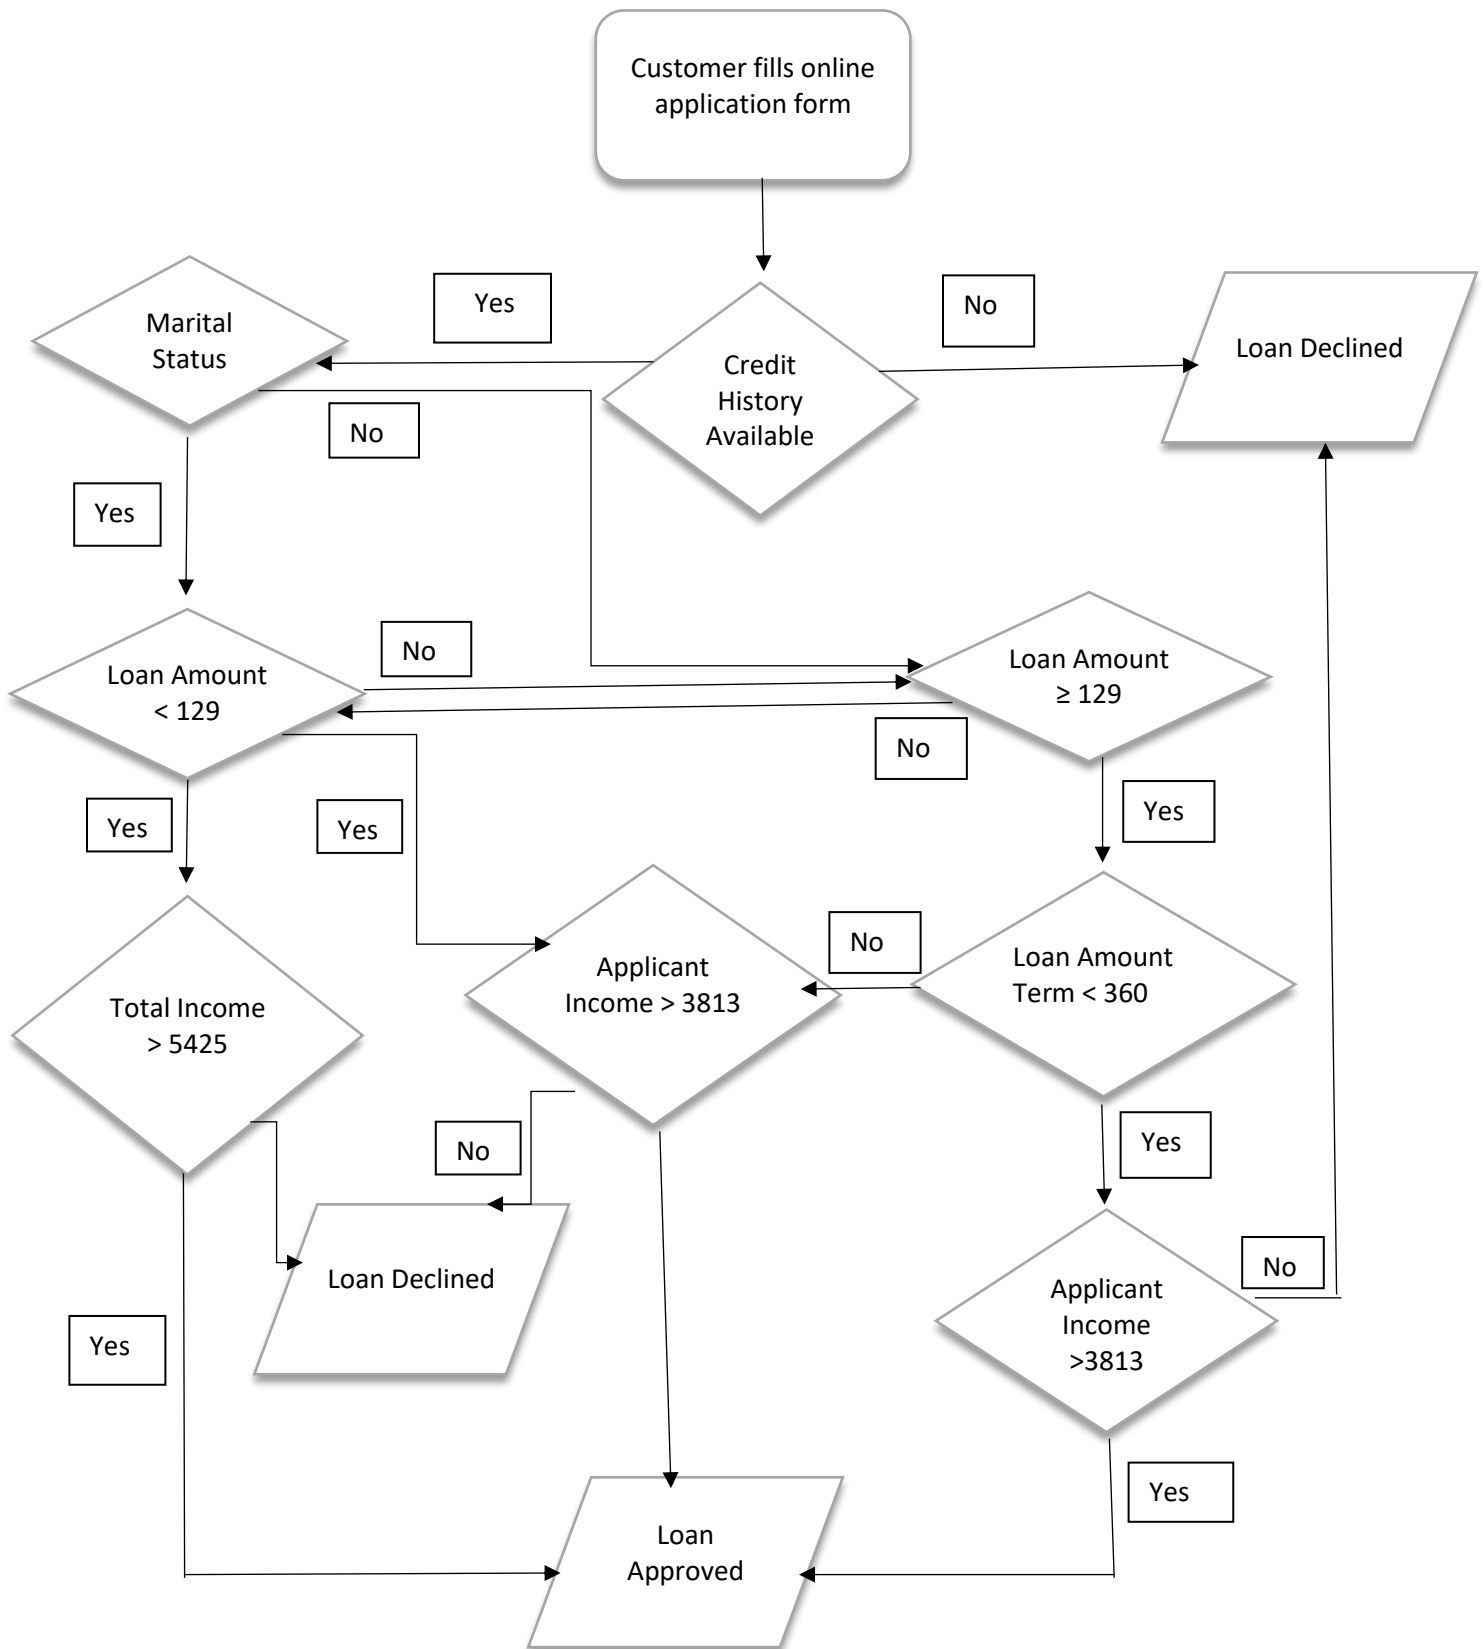 Customer fills online
application form
Yes
No
Marital
Status
Credit
History
Available
Loan Declined
No
Yes
No
Loan Amount
< 129
Loan Amount
≥ 129
No
Yes
Yes
Yes
No
Applicant
Income > 3813
Loan Amount
Term < 360
Total Income
> 5425
No
Yes
Loan Declined
No
Applicant
Income
>3813
Yes
Yes
Loan
Approved